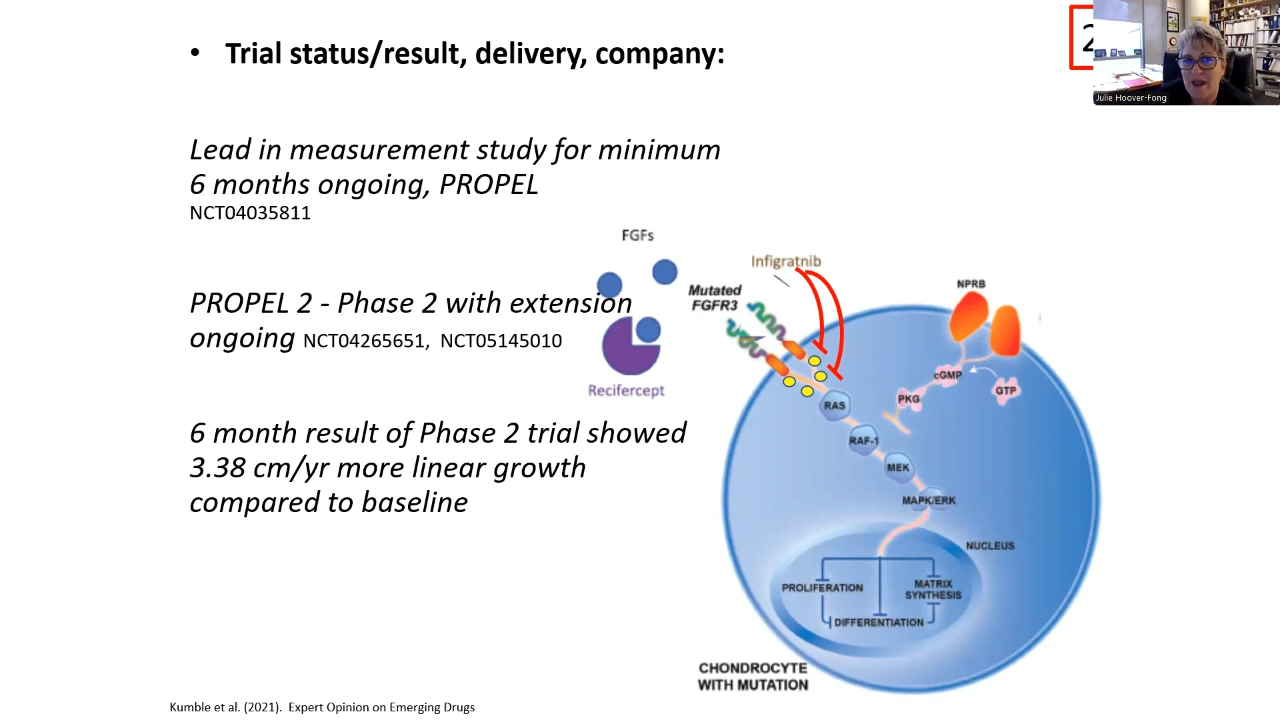 • Trial status/result, delivery, company:
2
Julie Hoover-Fong
Lead in measurement study for minimum
6 months ongoing, PROPEL
NCT04035811
FGFs
Infigratnib
Mutated
FGFR3
NPRB
PROPEL 2 - Phase 2 with extension
ongoing NCT04265651, NCT05145010
Recifercept
cGMP
GTP
PKG
RAS
6 month result of Phase 2 trial showed
3.38 cm/yr more linear growth
compared to baseline
RAF-1
MEK
MAPK/ERK
NUCLEUS
PROLIFERATION
MATRIX
SYNTHESIS
DIFFERENTIATION
CHONDROCYTE
WITH MUTATION
Kumble et al. (2021). Expert Opinion on Emerging Drugs